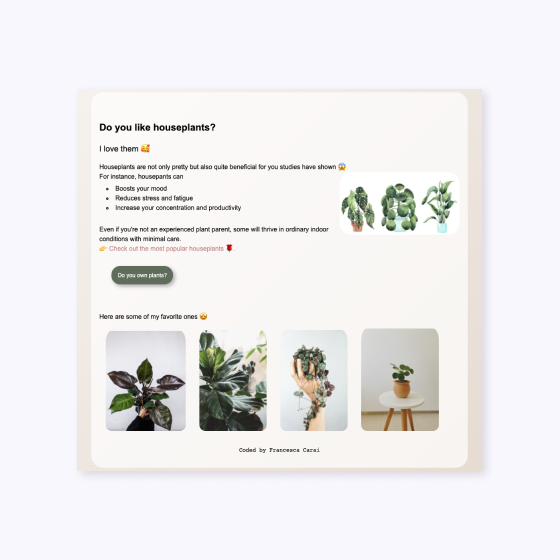 Do you like houseplants?
I love them 🥰
Houseplants are not only pretty but also quite beneficial for you studies have shown 😱
For instance, housepants can
Boosts your mood
Reduces stress and fatigue
Increase your concentration and productivity
Even if you're not an experienced plant parent, some will thrive in ordinary indoor
conditions with minimal care.
👉 Check out the most popular houseplants 🌹
Do you own plants?
Here are some of my favorite ones 🤩
Coded by Francesca Carai